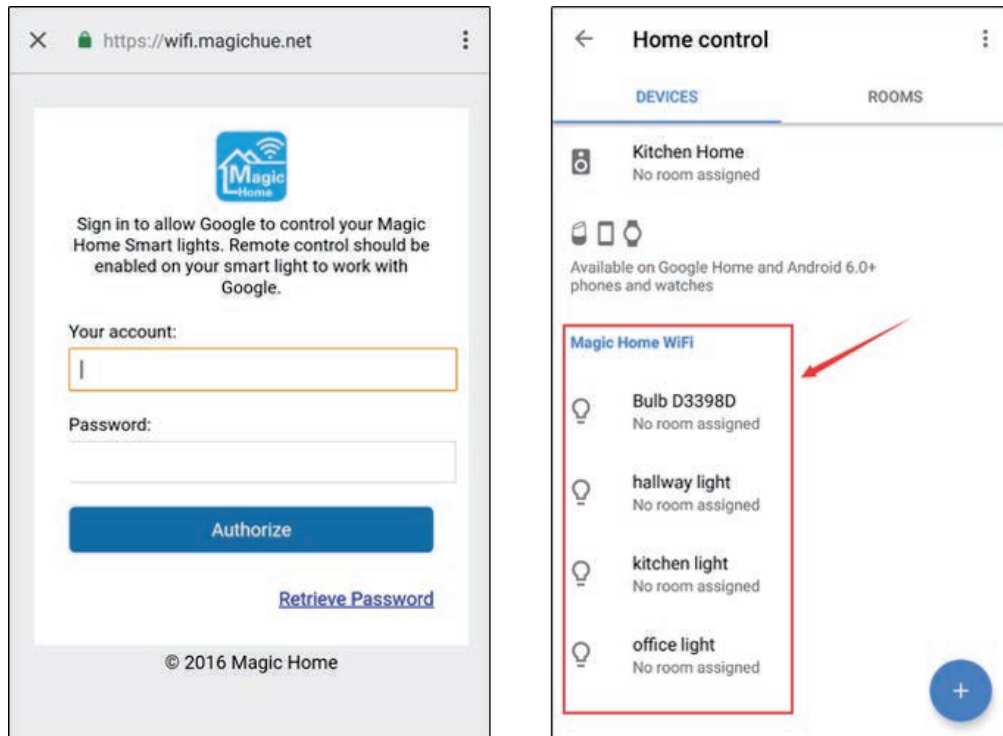 https://wifi.magichue.net
Magic
Home
Sign in to allow Google to control your Magic
Home Smart lights. Remote control should be
enabled on your smart light to work with
Google.
Your account:
Password:
Authorize
Retrieve Password
© 2016 Magic Home
Home control
DEVICES ROOMS
Kitchen Home
No room assigned
Available on Google Home and Android 6.0+
phones and watches
Magic Home WiFi
Bulb D3398D
No room assigned
hallway light
No room assigned
kitchen light
No room assigned
office light
No room assigned